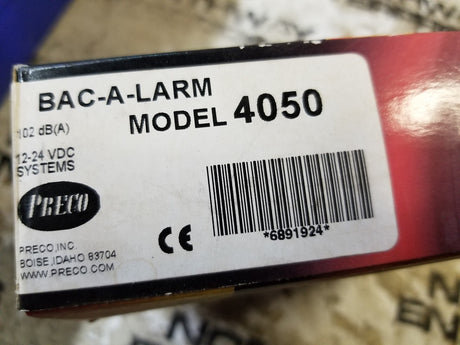 BAC-A-LARM
MODEL 4050
102 dB(A)
12-24 VDC
SYSTEMS
PRECO
PRECO,INC
BOISE,IDAHO 83704
WWW.PRECO.COM
CE
*6891924*